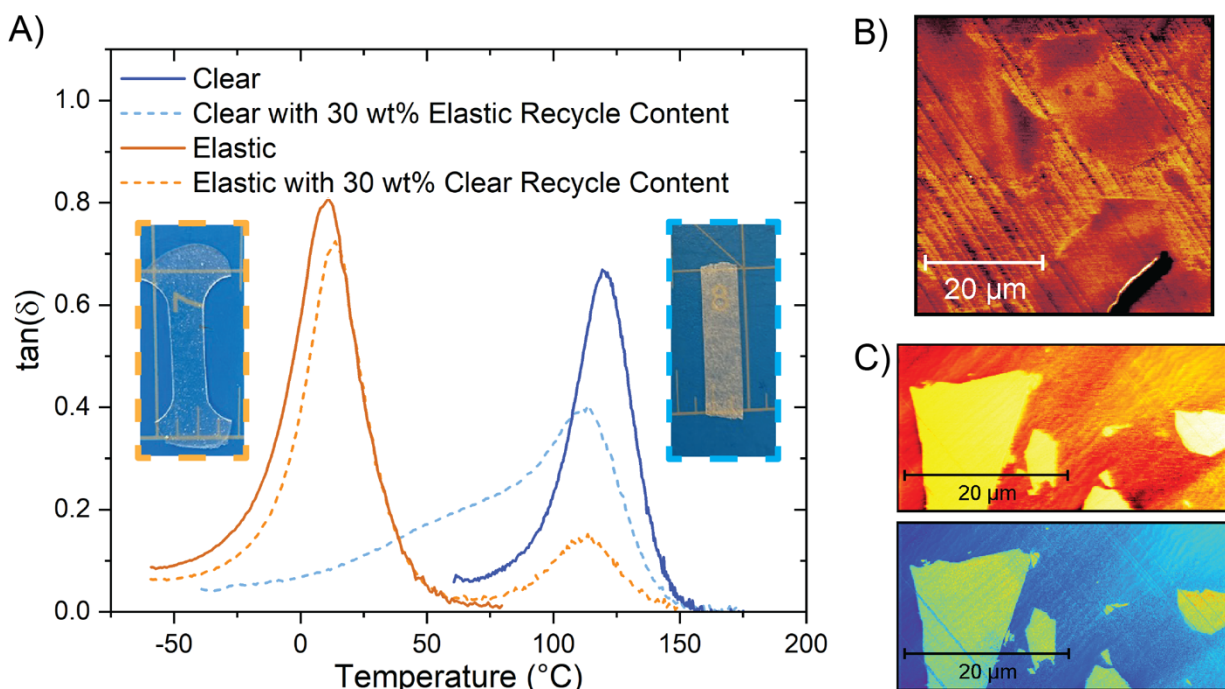 A)
Clear
Clear with 30 wt% Elastic Recycle Content
Elastic
Elastic with 30 wt% Clear Recycle Content
tan(δ)
1.0
0.8
0.6
0.4
0.2
0.0
-50
0
50
100
150
200
Temperature (°C)
7
8
B)
20 µm
C)
20 µm
20 µm